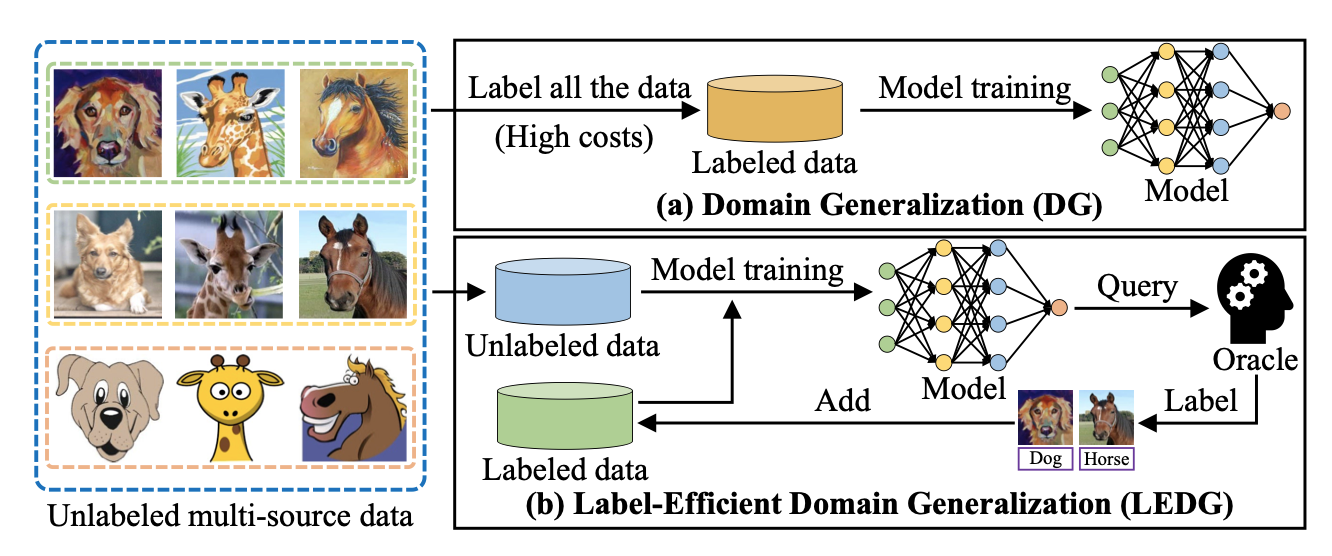 Unlabeled multi-source data
Label all the data
(High costs)
Labeled data
Model training
Model
(a) Domain Generalization (DG)
Unlabeled data
Model training
Model
Query
Oracle
Label
Dog
Horse
Add
Labeled data
(b) Label-Efficient Domain Generalization (LEDG)